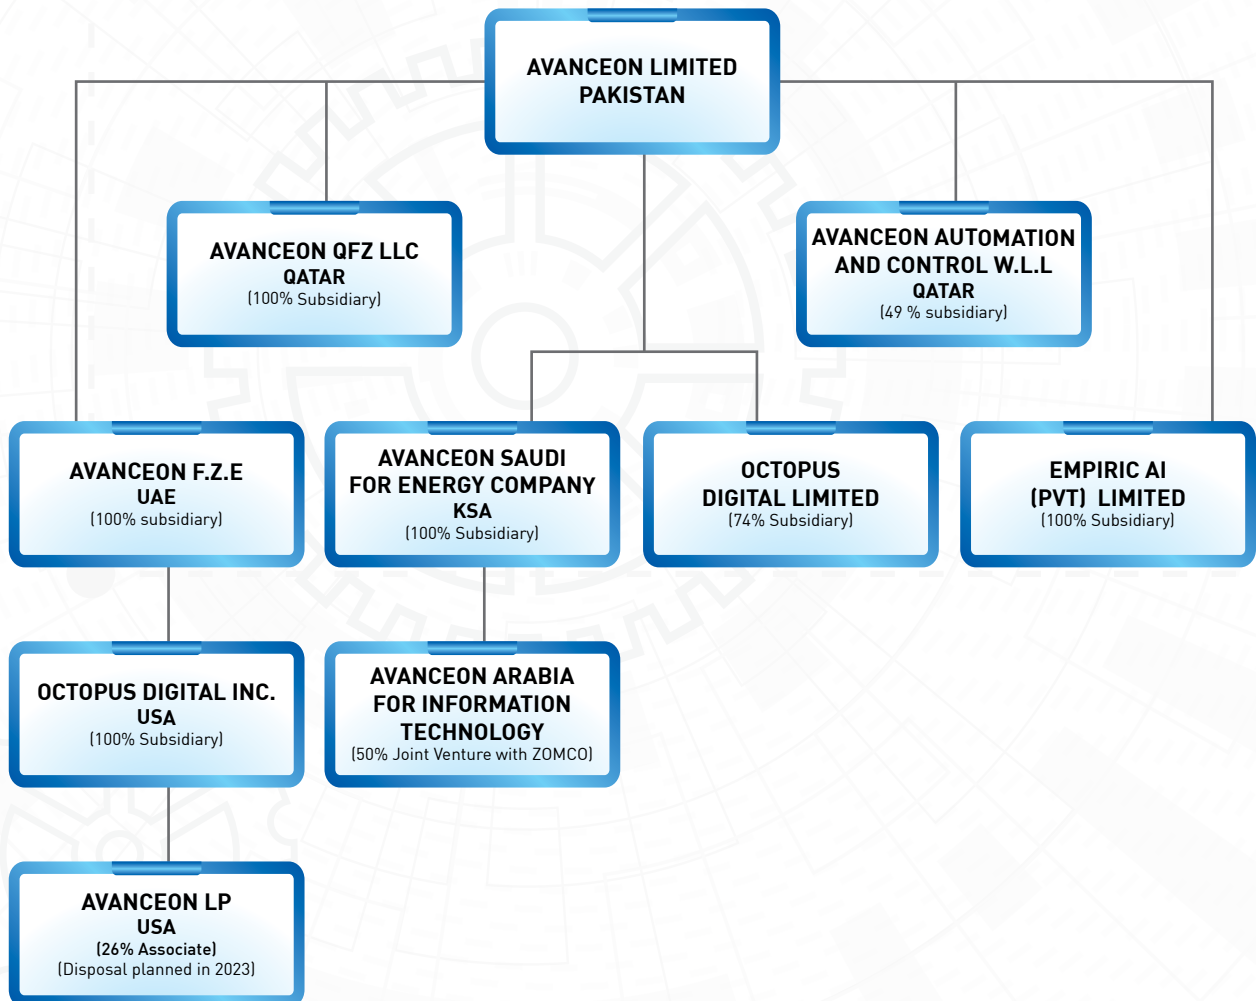 AVANCEON LIMITED
PAKISTAN
AVANCEON QFZ LLC
QATAR
(100% Subsidiary)
AVANCEON AUTOMATION
AND CONTROL W.L.L
QATAR
(49 % subsidiary)
AVANCEON F.Z.E
UAE
(100% subsidiary)
AVANCEON SAUDI
FOR ENERGY COMPANY
KSA
(100% Subsidiary)
OCTOPUS
DIGITAL LIMITED
(74% Subsidiary)
EMPIRIC AI
(PVT) LIMITED
(100% Subsidiary)
OCTOPUS DIGITAL INC.
USA
(100% Subsidiary)
AVANCEON ARABIA
FOR INFORMATION
TECHNOLOGY
(50% Joint Venture with ZOMCO)
AVANCEON LP
USA
(26% Associate)
(Disposal planned in 2023)